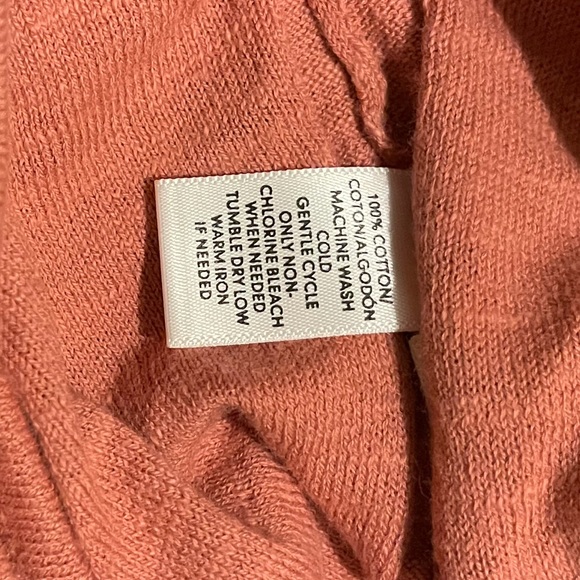 100% COTTON/
COTON/ALGODÓN
MACHINE WASH
COLD
GENTLE CYCLE
ONLY NON-
CHLORINE BLEACH
WHEN NEEDED
TUMBLE DRY LOW
WARM IRON
IF NEEDED